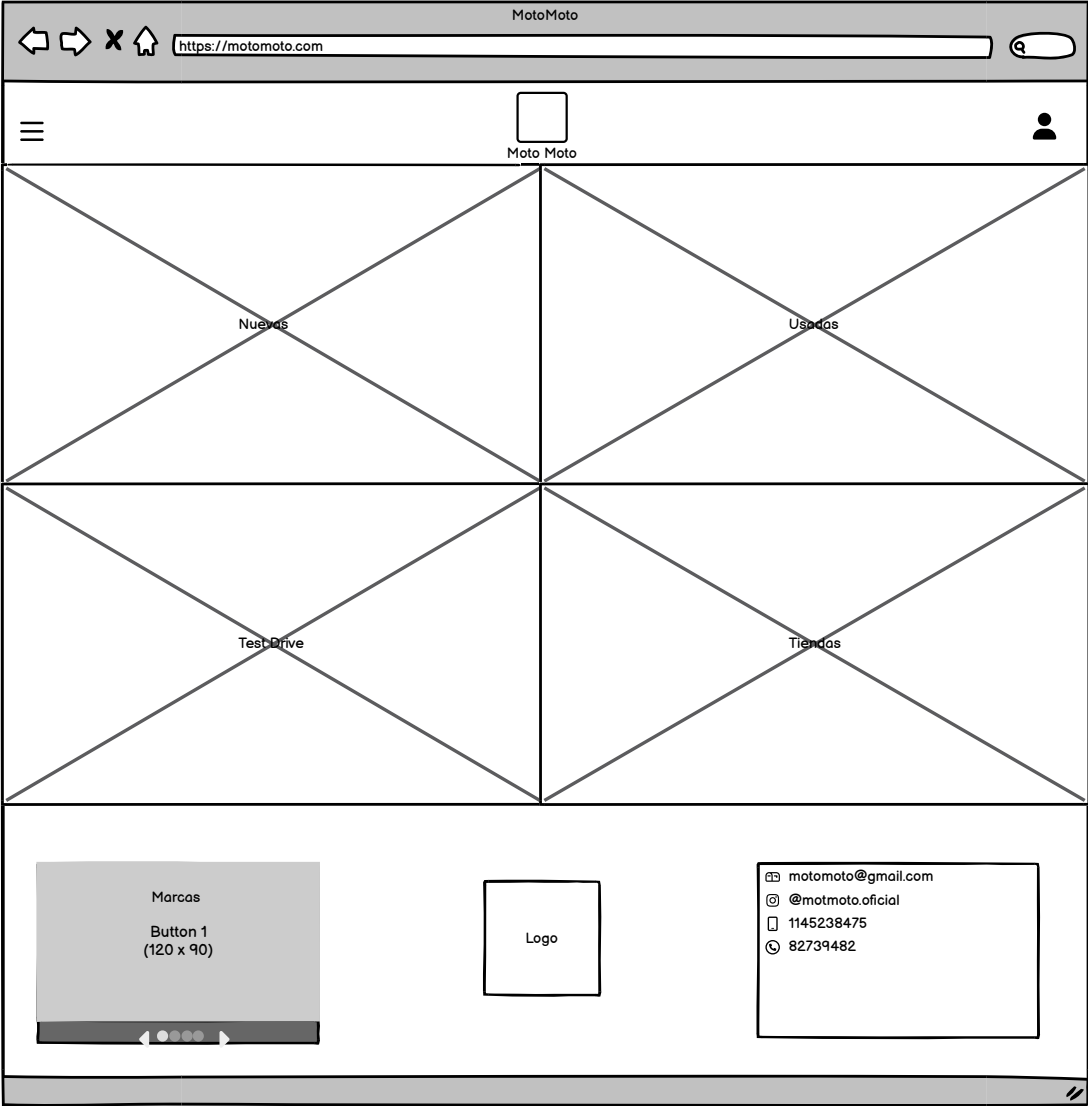 MotoMoto
https://motomoto.com
Moto Moto
Nuevas
Usadas
Test Drive
Tiendas
Marcas
Button 1
(120 x 90)
Logo
motomoto@gmail.com
@motmoto.oficial
1145238475
82739482